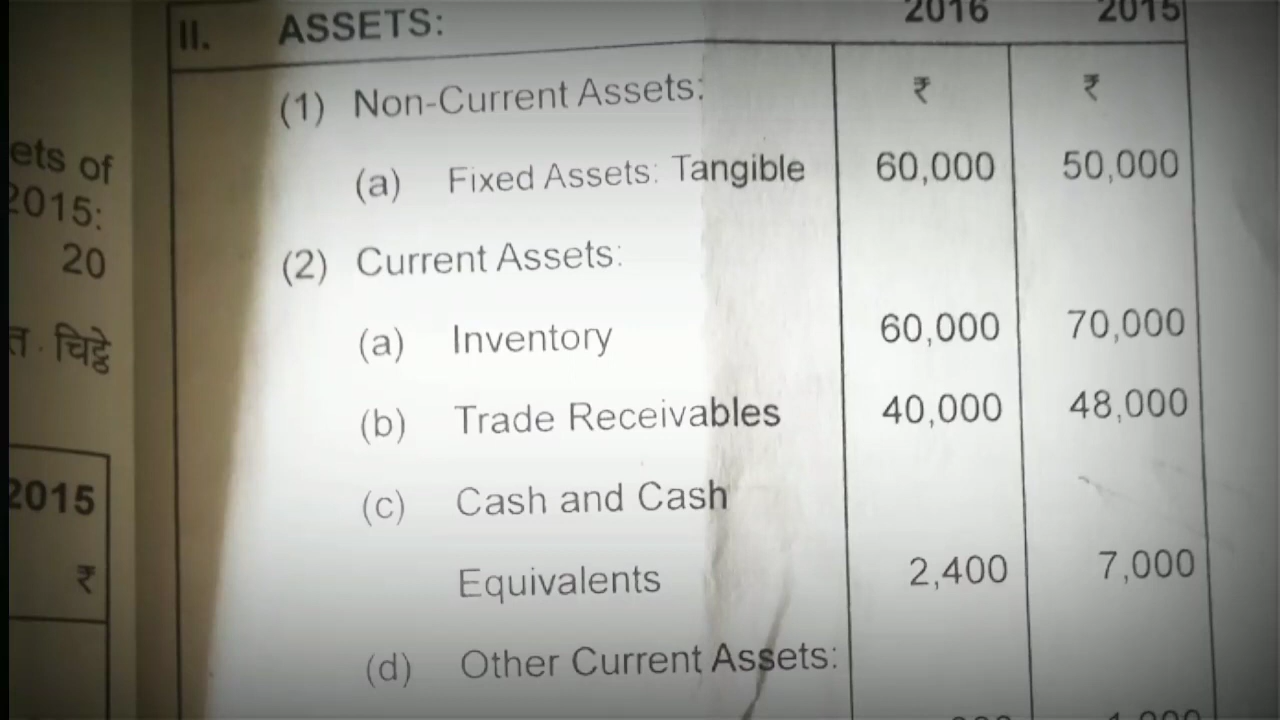 ets of
2015:
20
चिट्ठे
2015
₹
II. ASSETS: 2016 2015
(1) Non-Current Assets: ₹ ₹
(a) Fixed Assets: Tangible 60,000 50,000
(2) Current Assets:
(a) Inventory 60,000 70,000
(b) Trade Receivables 40,000 48,000
(c) Cash and Cash
Equivalents 2,400 7,000
(d) Other Current Assets: